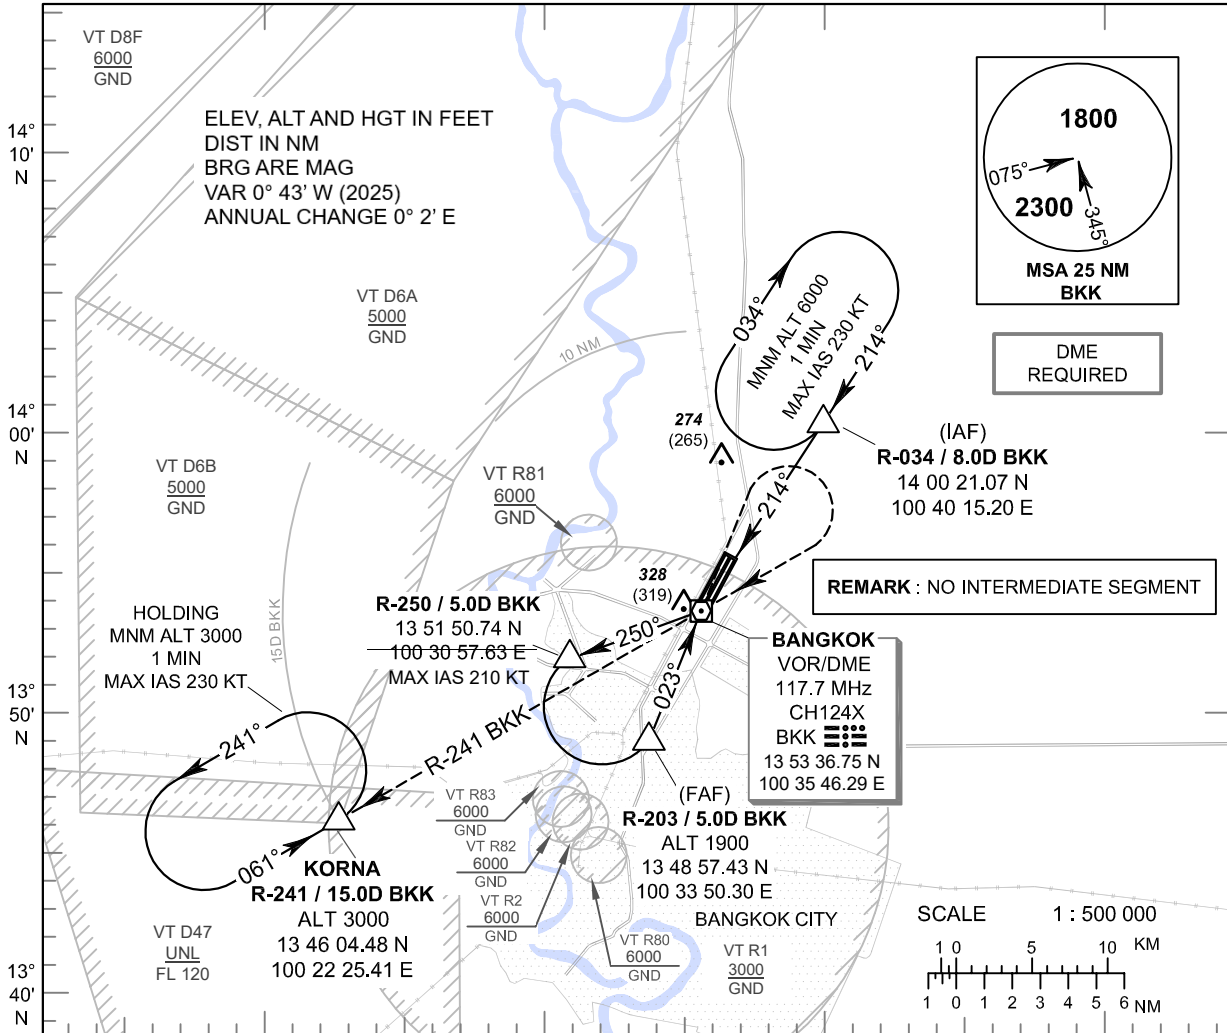 VT D8F
6000
GND
ELEV, ALT AND HGT IN FEET
DIST IN NM
BRG ARE MAG
VAR 0° 43’ W (2025)
ANNUAL CHANGE 0° 2’ E
1800
075°
2300
345°
MSA 25 NM
BKK
DME
REQUIRED
14°
10’
N
VT D6A
5000
GND
10 NM
034°
MNM ALT 6000
1 MIN
MAX IAS 230 KT
214°
14°
00’
N
274
(265)
(IAF)
R-034 / 8.0D BKK
14 00 21.07 N
100 40 15.20 E
VT D6B
5000
GND
VT R81
6000
GND
214°
REMARK : NO INTERMEDIATE SEGMENT
328
(319)
HOLDING
MNM ALT 3000
1 MIN
MAX IAS 230 KT
15D BKK
R-250 / 5.0D BKK
13 51 50.74 N
100 30 57.63 E
MAX IAS 210 KT
250°
023°
BANGKOK
VOR/DME
117.7 MHz
CH124X
BKK
13 53 36.75 N
100 35 46.29 E
13°
50’
N
241°
R-241 BKK
061°
KORNA
R-241 / 15.0D BKK
ALT 3000
13 46 04.48 N
100 22 25.41 E
VT R83
6000
GND
VT R82
6000
GND
VT R2
6000
GND
(FAF)
R-203 / 5.0D BKK
ALT 1900
13 48 57.43 N
100 33 50.30 E
BANGKOK CITY
VT D47
UNL
FL 120
VT R80
6000
GND
VT R1
3000
GND
SCALE 1 : 500 000
1 0 5 10 KM
1 0 1 2 3 4 5 6 NM
13°
40’
N